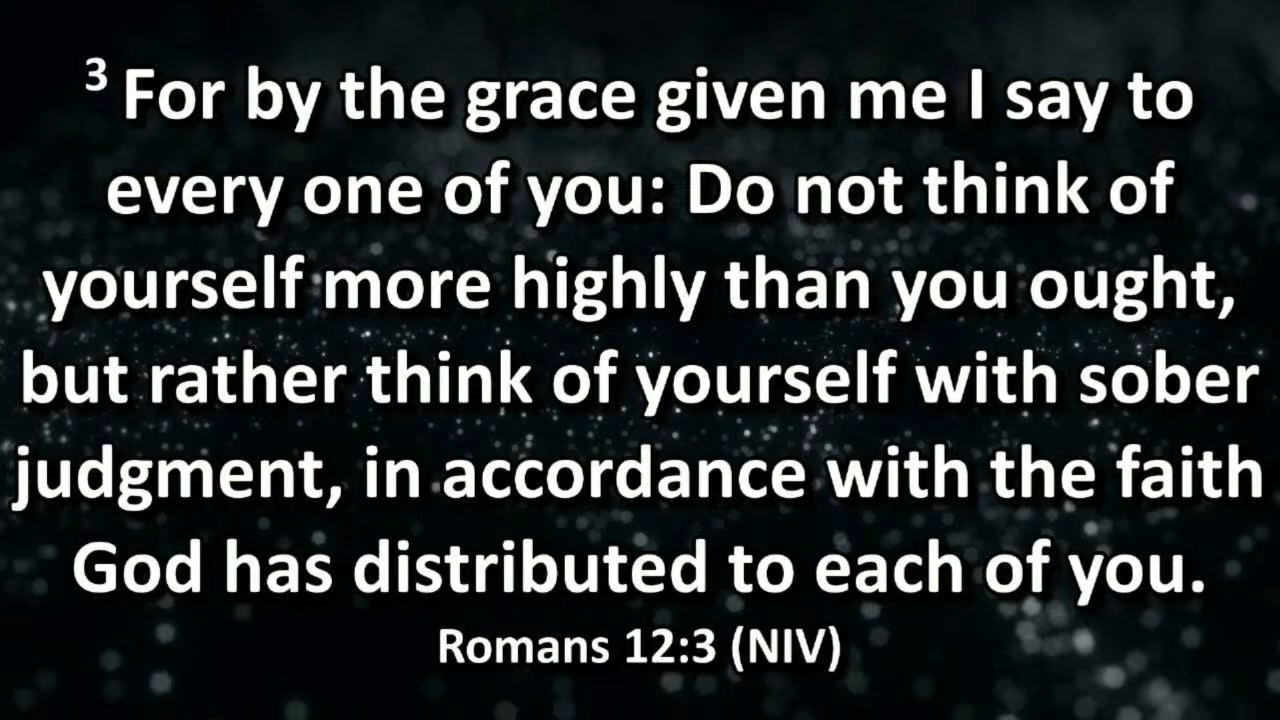 3 For by the grace given me I say to
every one of you: Do not think of
yourself more highly than you ought,
but rather think of yourself with sober
judgment, in accordance with the faith
God has distributed to each of you.
Romans 12:3 (NIV)